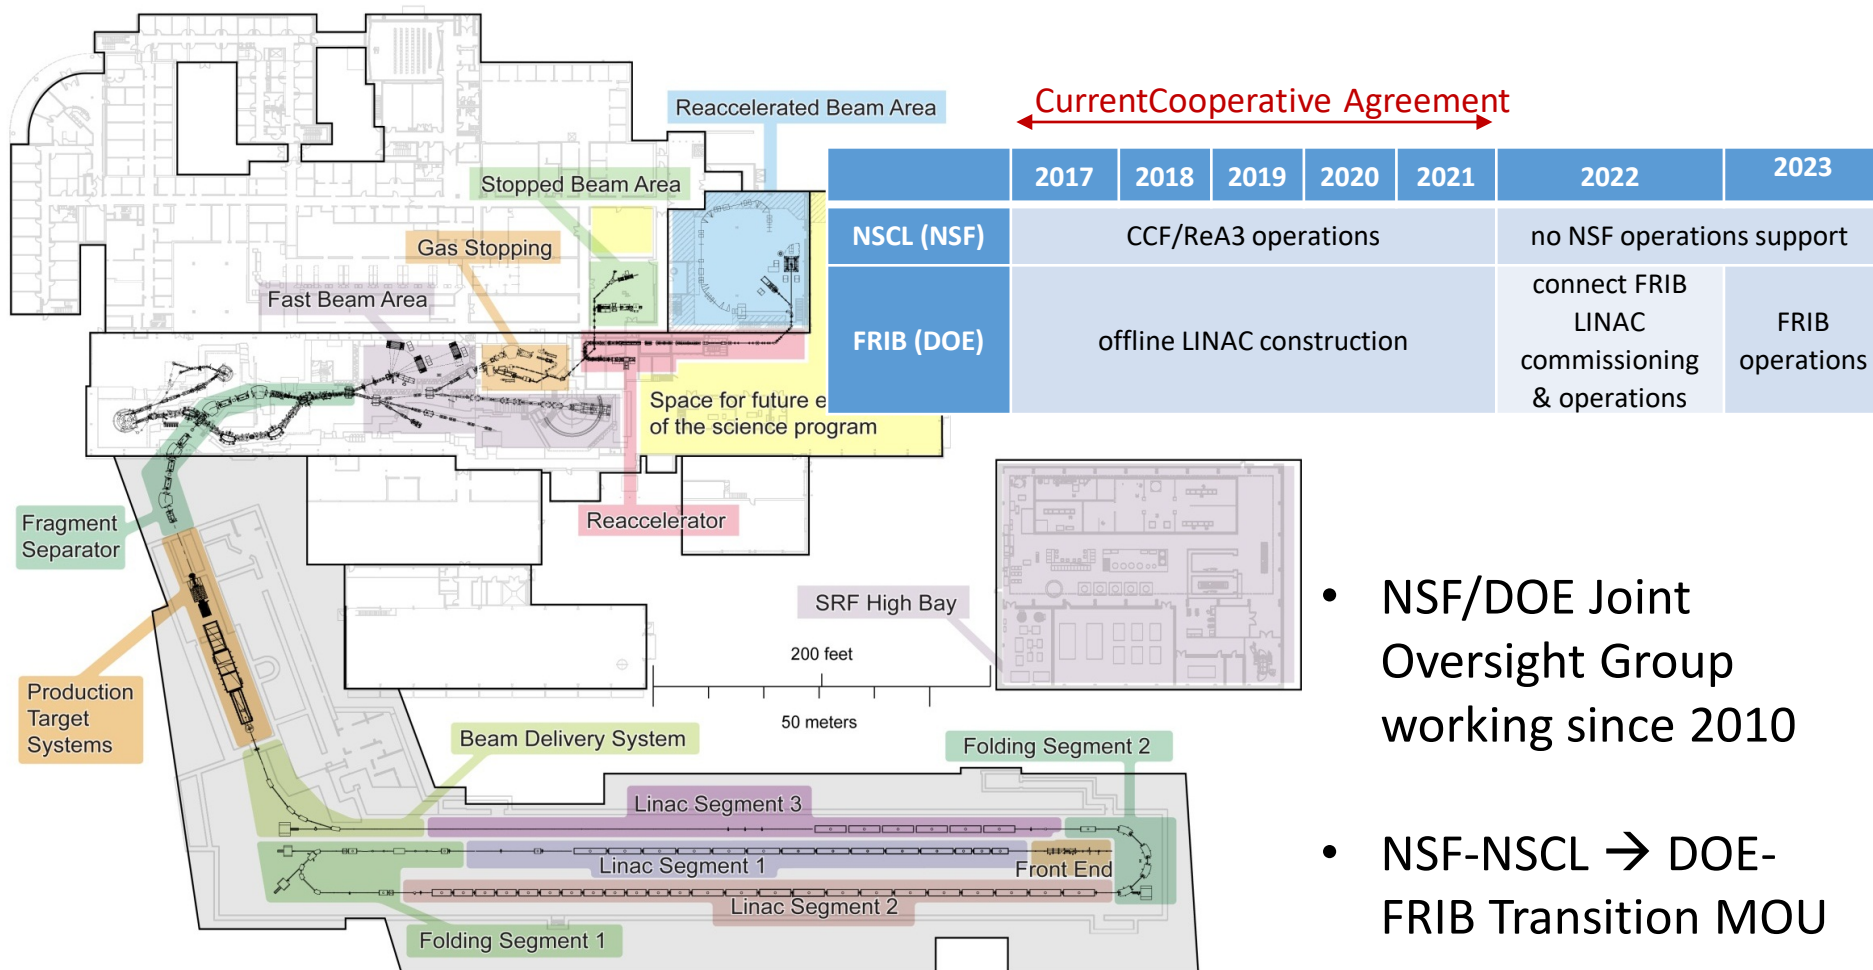 Reaccelerated Beam Area
Stopped Beam Area
Gas Stopping
Fast Beam Area
Space for future e
of the science program
Fragment
Separator
Reaccelerator
SRF High Bay
200 feet
50 meters
Production
Target
Systems
Beam Delivery System
Folding Segment 2
Linac Segment 3
Linac Segment 1
Front End
Linac Segment 2
Folding Segment 1
CurrentCooperative Agreement
2017 2018 2019 2020 2021 2022 2023
NSCL (NSF) CCF/ReA3 operations no NSF operations support
FRIB (DOE) offline LINAC construction
connect FRIB
LINAC
commissioning
& operations
FRIB
operations
• NSF/DOE Joint
Oversight Group
working since 2010
• NSF-NSCL → DOE-
FRIB Transition MOU